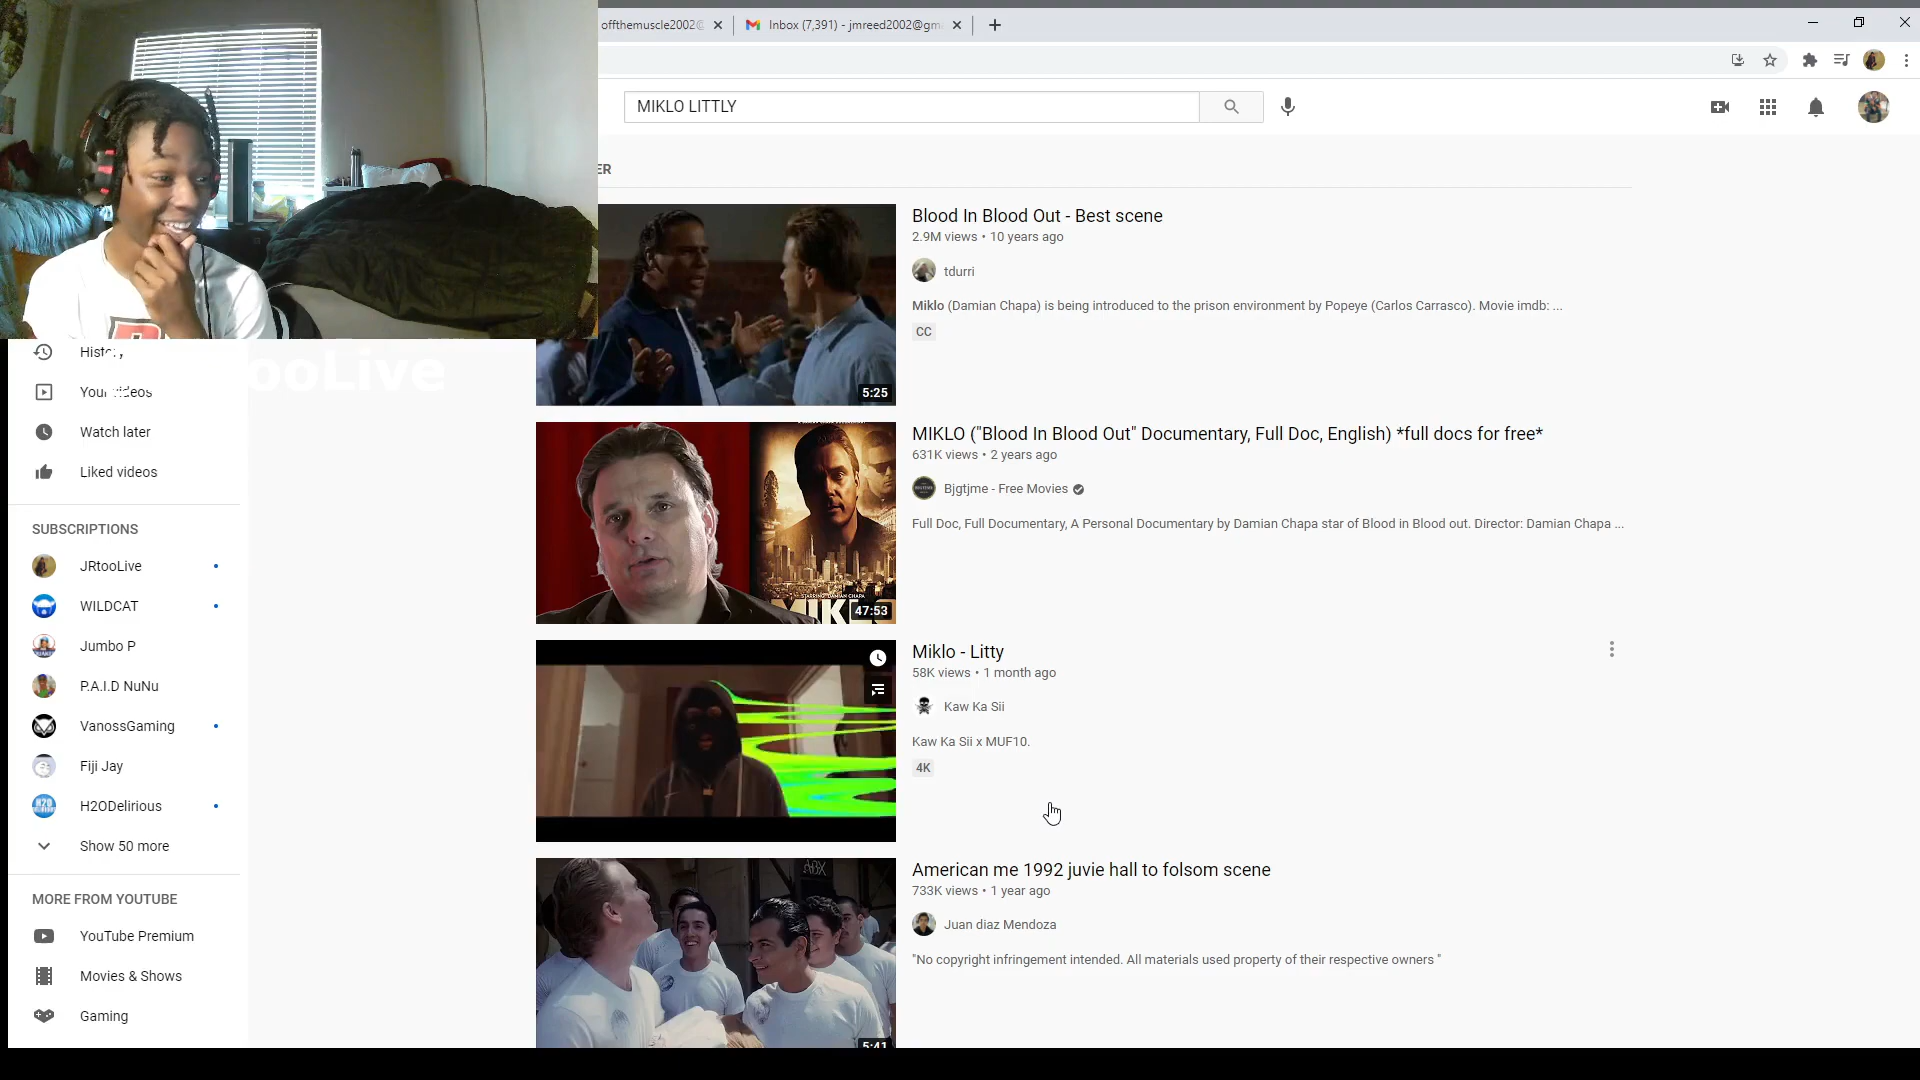 offthemuscle2002@
Inbox (7,391) - jmreed2002@gm
MIKLO LITTLY
ER
Blood In Blood Out - Best scene
2.9M views • 10 years ago
tdurri
Miklo (Damian Chapa) is being introduced to the prison environment by Popeye (Carlos Carrasco). Movie imdb: ...
CC
5:25
MIKLO ("Blood In Blood Out" Documentary, Full Doc, English) *full docs for free*
631K views • 2 years ago
Bjgtjme - Free Movies
Full Doc, Full Documentary, A Personal Documentary by Damian Chapa star of Blood in Blood out. Director: Damian Chapa ...
47:53
Miklo - Litty
58K views • 1 month ago
Kaw Ka Sii
Kaw Ka Sii x MUF10.
4K
American me 1992 juvie hall to folsom scene
733K views • 1 year ago
Juan diaz Mendoza
"No copyright infringement intended. All materials used property of their respective owners "
5:41
ooLive
History
Your videos
Watch later
Liked videos
SUBSCRIPTIONS
JRtooLive
WILDCAT
Jumbo P
P.A.I.D NuNu
VanossGaming
Fiji Jay
H2ODelirious
Show 50 more
MORE FROM YOUTUBE
YouTube Premium
Movies & Shows
Gaming